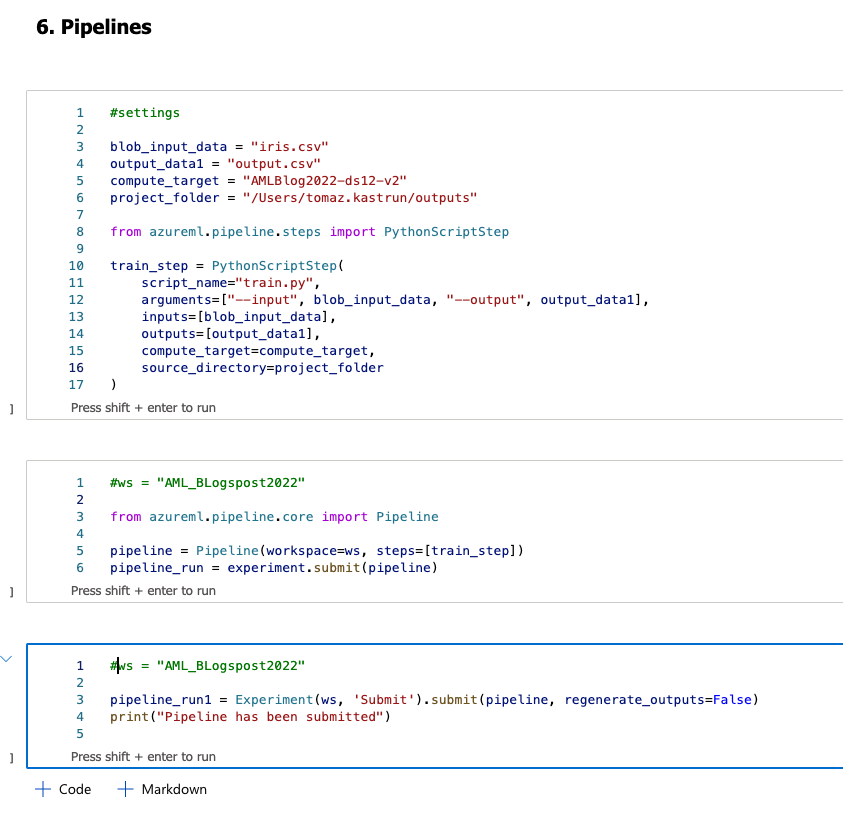 6. Pipelines
1 #settings
2
3 blob_input_data = "iris.csv"
4 output_data1 = "output.csv"
5 compute_target = "AMLBlog2022-ds12-v2"
6 project_folder = "/Users/tomaz.kastrun/outputs"
7
8 from azureml.pipeline.steps import PythonScriptStep
9
10 train_step = PythonScriptStep(
11     script_name="train.py",
12     arguments=["--input", blob_input_data, "--output", output_data1],
13     inputs=[blob_input_data],
14     outputs=[output_data1],
15     compute_target=compute_target,
16     source_directory=project_folder
17 )
] Press shift + enter to run
1 #ws = "AML_BLogspost2022"
2
3 from azureml.pipeline.core import Pipeline
4
5 pipeline = Pipeline(workspace=ws, steps=[train_step])
6 pipeline_run = experiment.submit(pipeline)
] Press shift + enter to run
1 #ws = "AML_BLogspost2022"
2
3 pipeline_run1 = Experiment(ws, 'Submit').submit(pipeline, regenerate_outputs=False)
4 print("Pipeline has been submitted")
5
] Press shift + enter to run
+ Code + Markdown